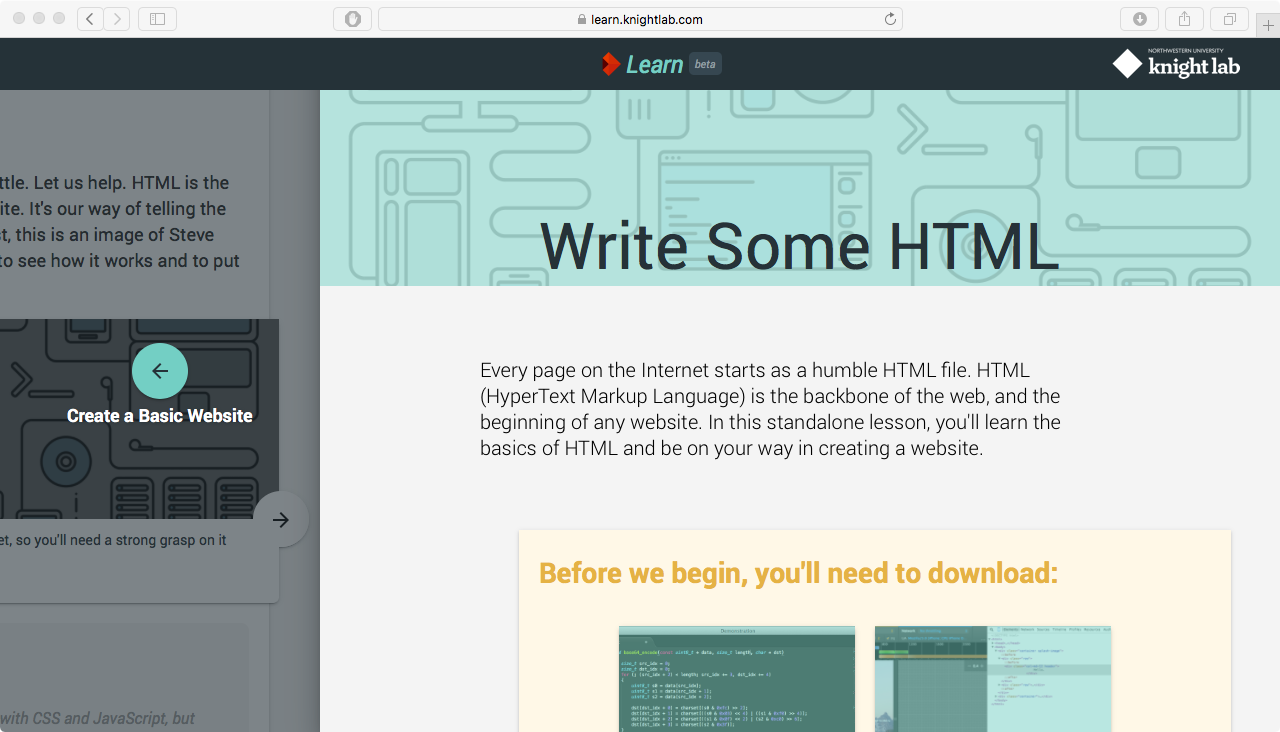 learn.knightlab.com
Learn beta
NORTHWESTERN UNIVERSITY
knight lab
ttle. Let us help. HTML is the
ite. It's our way of telling the
t, this is an image of Steve
to see how it works and to put
Create a Basic Website
et, so you'll need a strong grasp on it
with CSS and JavaScript, but
Write Some HTML
Every page on the Internet starts as a humble HTML file. HTML
(HyperText Markup Language) is the backbone of the web, and the
beginning of any website. In this standalone lesson, you'll learn the
basics of HTML and be on your way in creating a website.
Before we begin, you'll need to download: